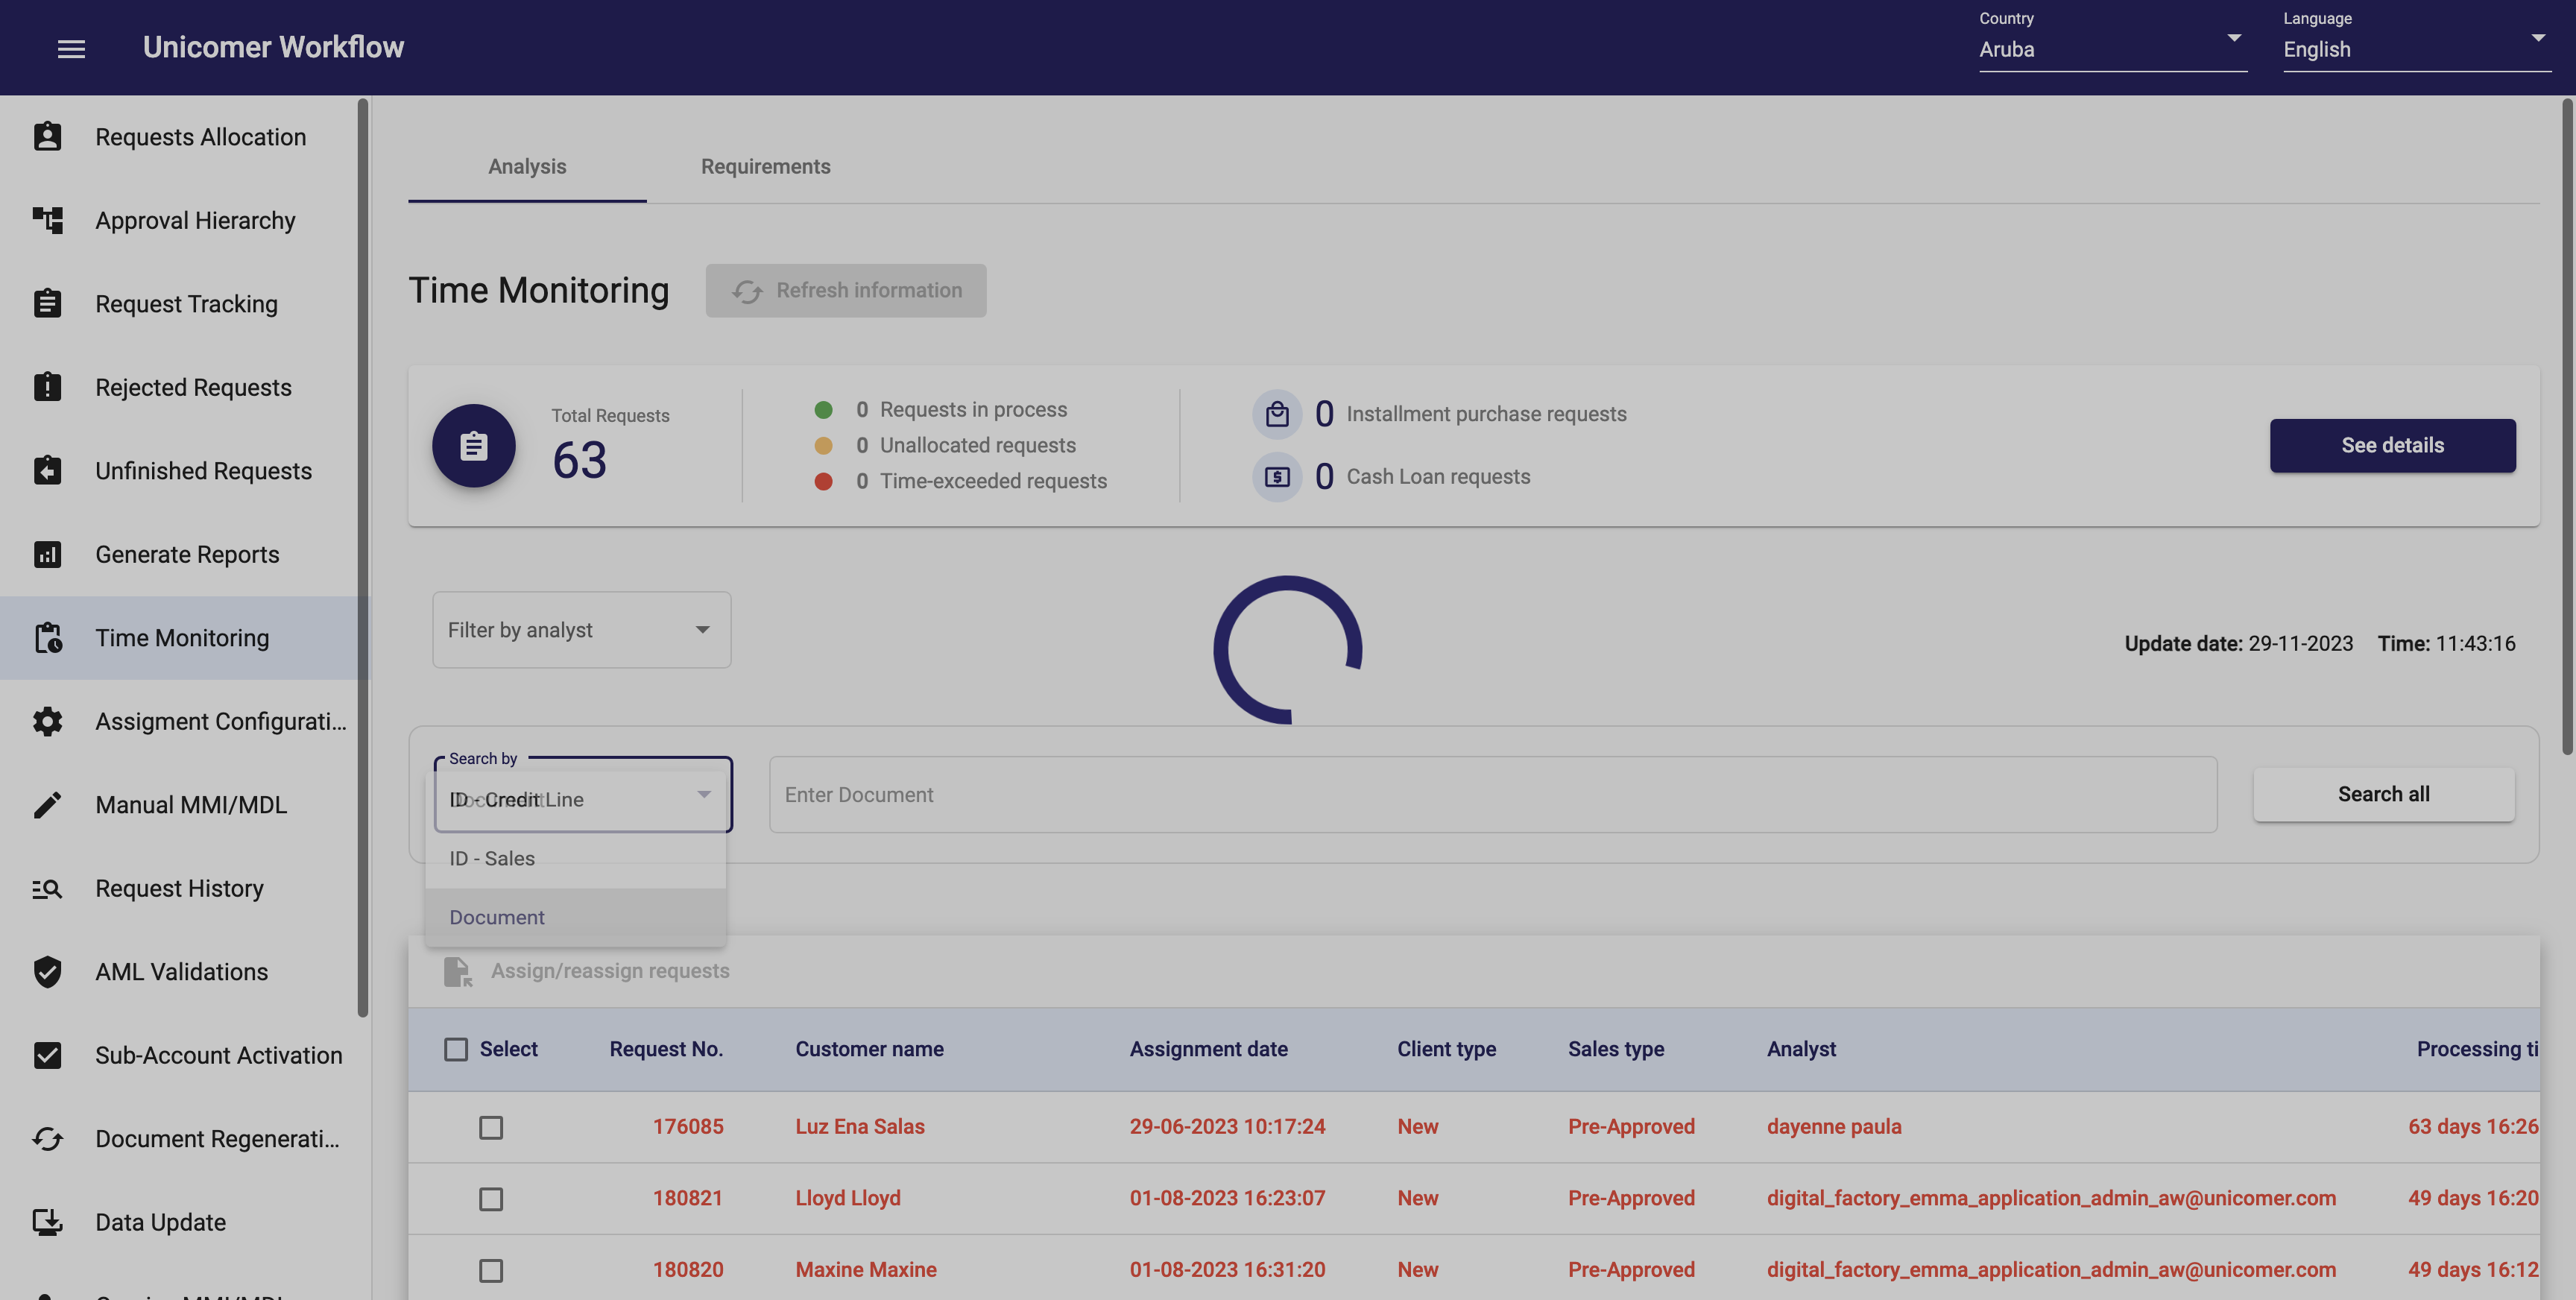 Unicomer Workflow
Country
Aruba
Language
English
Requests Allocation
Approval Hierarchy
Request Tracking
Rejected Requests
Unfinished Requests
Generate Reports
Time Monitoring
Assigment Configurati...
Manual MMI/MDL
Request History
AML Validations
Sub-Account Activation
Document Regenerati...
Data Update
Analysis
Requirements
Time Monitoring
Refresh information
Total Requests
63
0 Requests in process
0 Unallocated requests
0 Time-exceeded requests
0 Installment purchase requests
0 Cash Loan requests
See details
Filter by analyst
Update date: 29-11-2023 Time: 11:43:16
Search by
Document
ID - Credit Line
ID - Sales
Document
Enter Document
Search all
Assign/reassign requests
Select Request No. Customer name Assignment date Client type Sales type Analyst Processing ti
176085 Luz Ena Salas 29-06-2023 10:17:24 New Pre-Approved dayenne paula 63 days 16:26
180821 Lloyd Lloyd 01-08-2023 16:23:07 New Pre-Approved digital_factory_emma_application_admin_aw@unicomer.com 49 days 16:20
180820 Maxine Maxine 01-08-2023 16:31:20 New Pre-Approved digital_factory_emma_application_admin_aw@unicomer.com 49 days 16:12